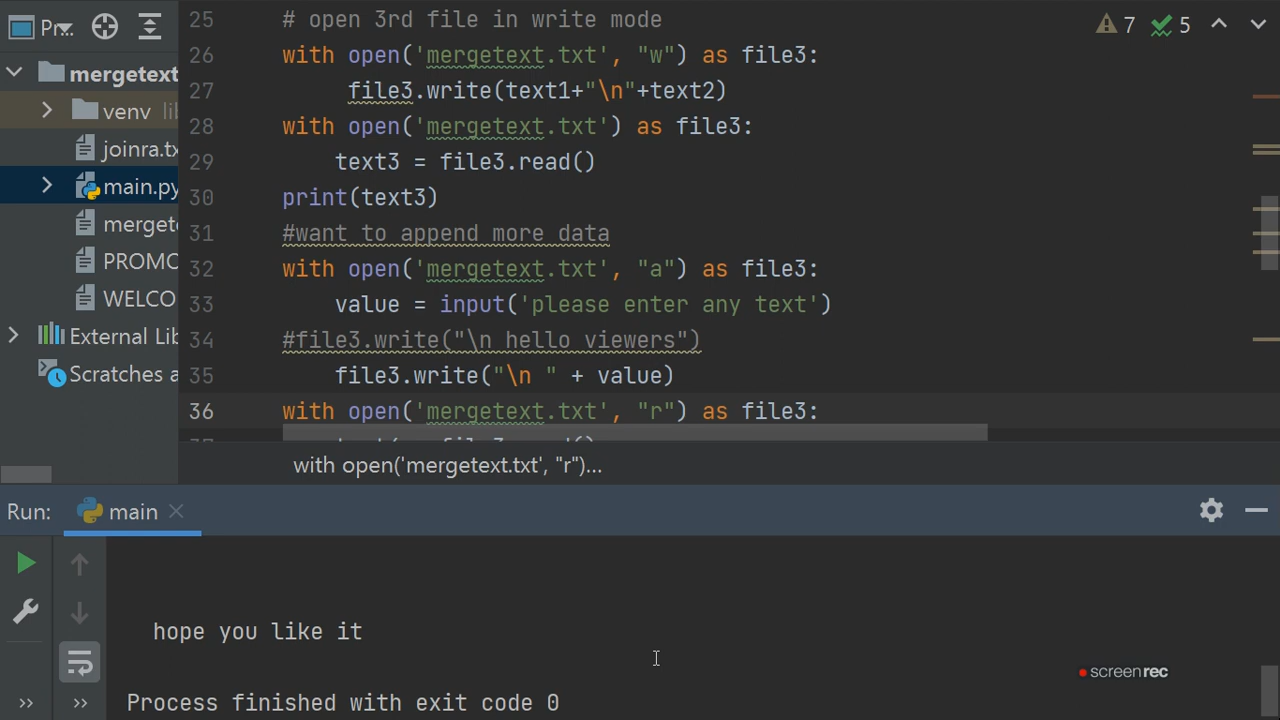 Pr...
7 5
mergetext
venv lib
joinra.tx
main.py
mergete
PROMO
WELCO
External Lib
Scratches a
25 # open 3rd file in write mode
26 with open('mergetext.txt', "w") as file3:
27 file3.write(text1+"\n"+text2)
28 with open('mergetext.txt') as file3:
29 text3 = file3.read()
30 print(text3)
31 #want to append more data
32 with open('mergetext.txt', "a") as file3:
33 value = input('please enter any text')
34 #file3.write("\n hello viewers")
35 file3.write("\n " + value)
36 with open('mergetext.txt', "r") as file3:
with open('mergetext.txt', "r")...
Run: main
hope you like it
screenrec
Process finished with exit code 0